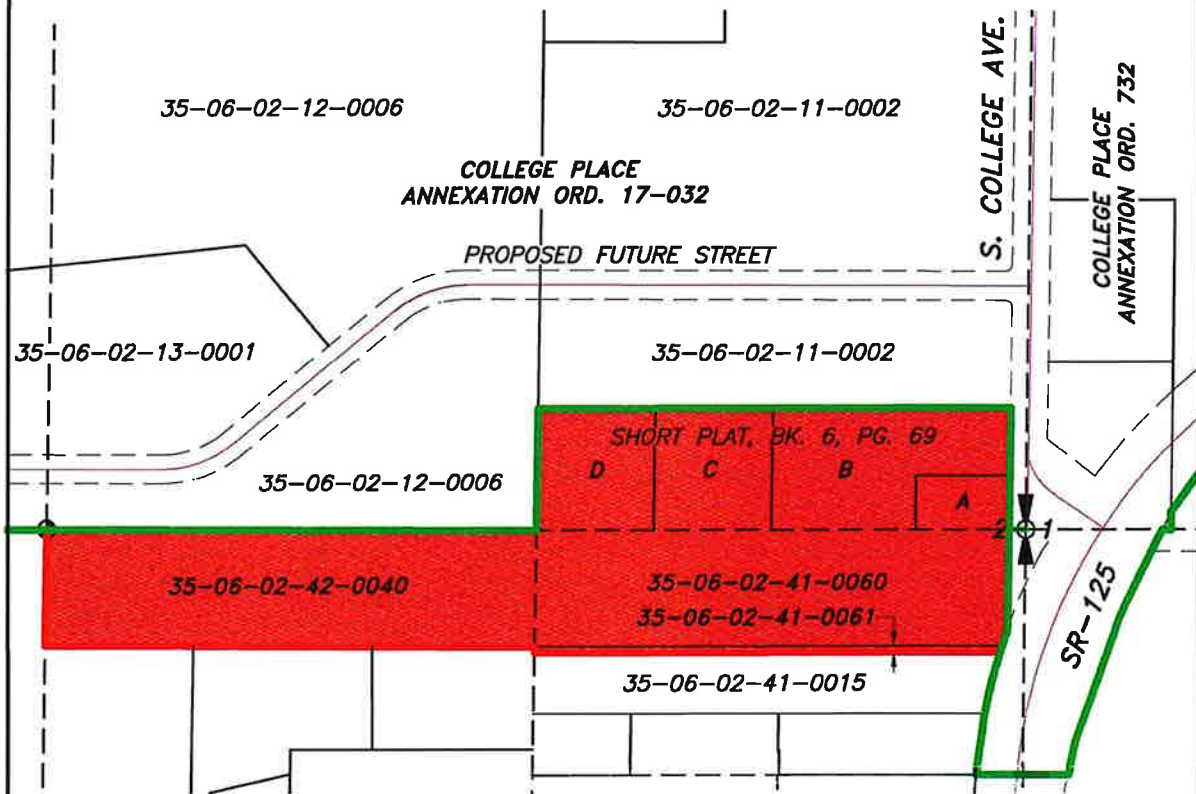 35-06-02-12-0006
35-06-02-11-0002
S. COLLEGE AVE.
COLLEGE PLACE
ANNEXATION ORD. 732
COLLEGE PLACE
ANNEXATION ORD. 17-032
PROPOSED FUTURE STREET
35-06-02-13-0001
35-06-02-11-0002
SHORT PLAT, BK. 6, PG. 69
D
C
B
35-06-02-12-0006
A
2
1
35-06-02-42-0040
35-06-02-41-0060
35-06-02-41-0061
SR-125
35-06-02-41-0015